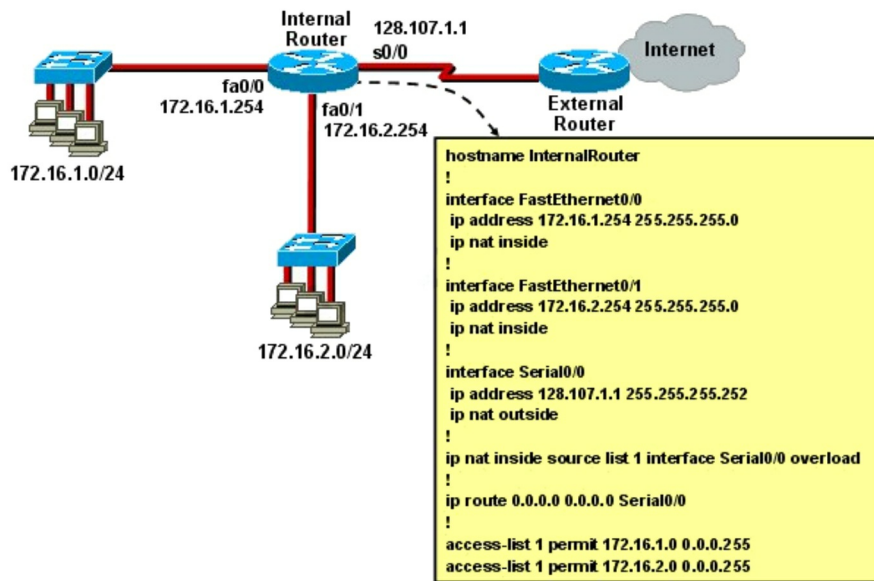 Internal
Router
128.107.1.1
s0/0
Internet
fa0/0
172.16.1.254
fa0/1
172.16.2.254
External
Router
172.16.1.0/24
172.16.2.0/24
hostname InternalRouter
!
interface FastEthernet0/0
ip address 172.16.1.254 255.255.255.0
ip nat inside
!
interface FastEthernet0/1
ip address 172.16.2.254 255.255.255.0
ip nat inside
!
interface Serial0/0
ip address 128.107.1.1 255.255.255.252
ip nat outside
!
ip nat inside source list 1 interface Serial0/0 overload
!
ip route 0.0.0.0 0.0.0.0 Serial0/0
!
access-list 1 permit 172.16.1.0 0.0.0.255
access-list 1 permit 172.16.2.0 0.0.0.255